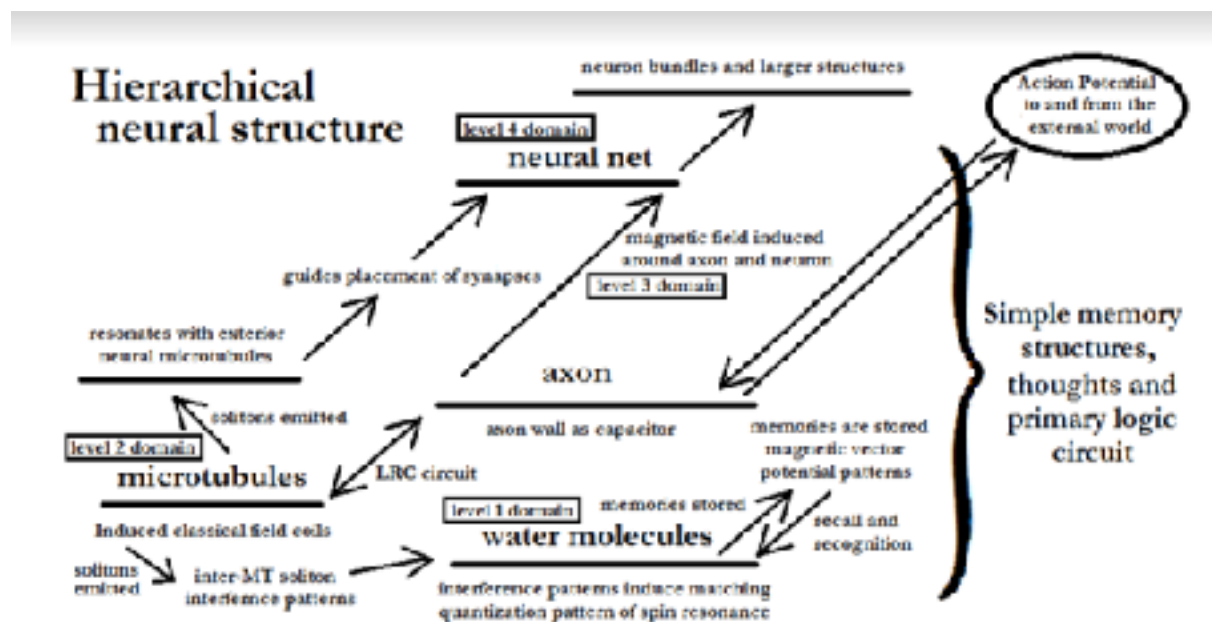 Hierarchical
neural structure
neuron bundles and larger structures
Action Potential
to and from the
external world
level 4 domain
neural net
magnetic field induced
around axon and neuron
level 3 domain
guides placement of synapses
resonates with exterior
neural microtubules
solitons emitted
level 2 domain
microtubules
Induced classical field coils
solitons
emitted
inter-MT soliton
interfernce patterns
axon
axon wall as capacitor
LRC circuit
memories are stored
magnetic vector
potential patterns
level 1 domain
memories stored
water molecules
recall and
recognition
interference patterns induce matching
quantization pattern of spin resonance
Simple memory
structures,
thoughts and
primary logic
circuit